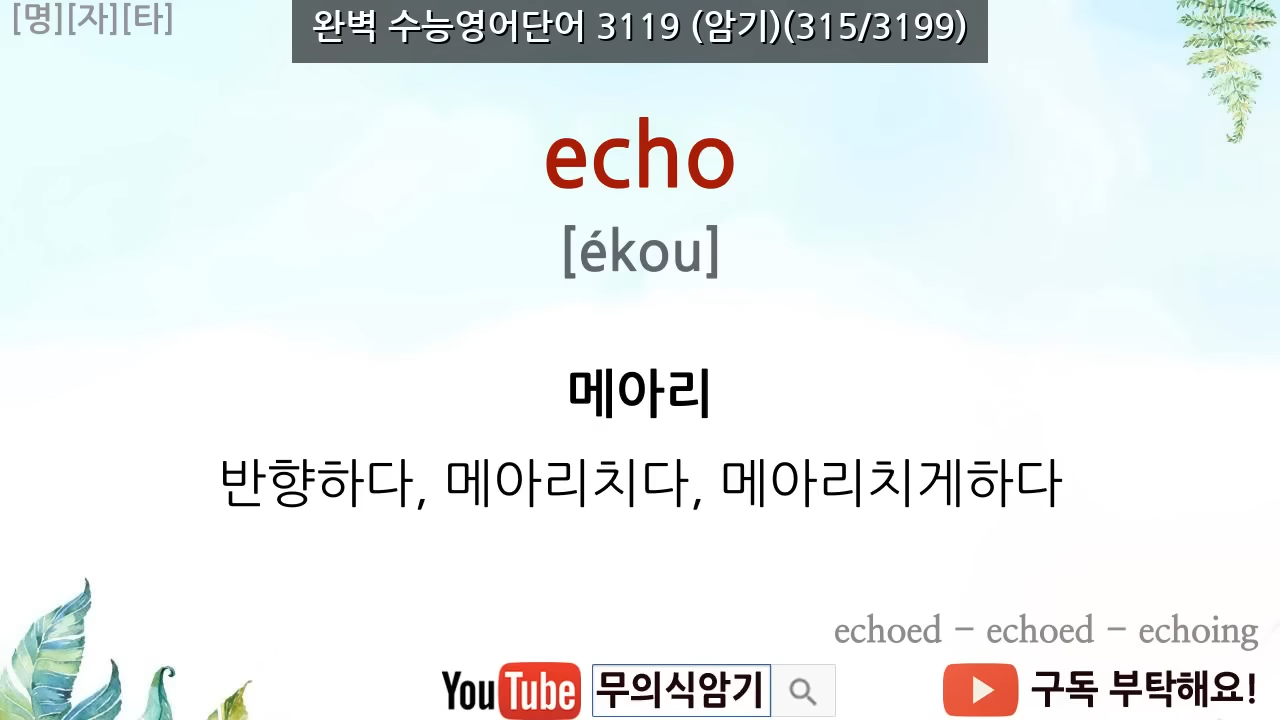 [명][자][타]
완벽 수능영어단어 3119 (암기)(315/3199)
echo
[ékou]
메아리
반향하다, 메아리치다, 메아리치게하다
echoed - echoed - echoing
YouTube 무의식암기
구독 부탁해요!